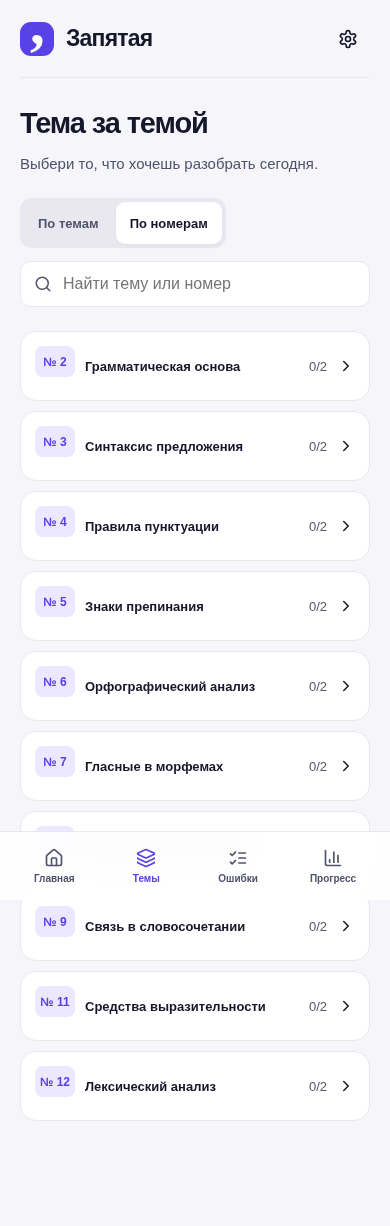 Запятая
Тема за темой
Выбери то, что хочешь разобрать сегодня.
По темам
По номерам
Найти тему или номер
№ 2 Грамматическая основа 0/2
№ 3 Синтаксис предложения 0/2
№ 4 Правила пунктуации 0/2
№ 5 Знаки препинания 0/2
№ 6 Орфографический анализ 0/2
№ 7 Гласные в морфемах 0/2
Главная
Темы
Ошибки
Прогресс
№ 9 Связь в словосочетании 0/2
№ 11 Средства выразительности 0/2
№ 12 Лексический анализ 0/2